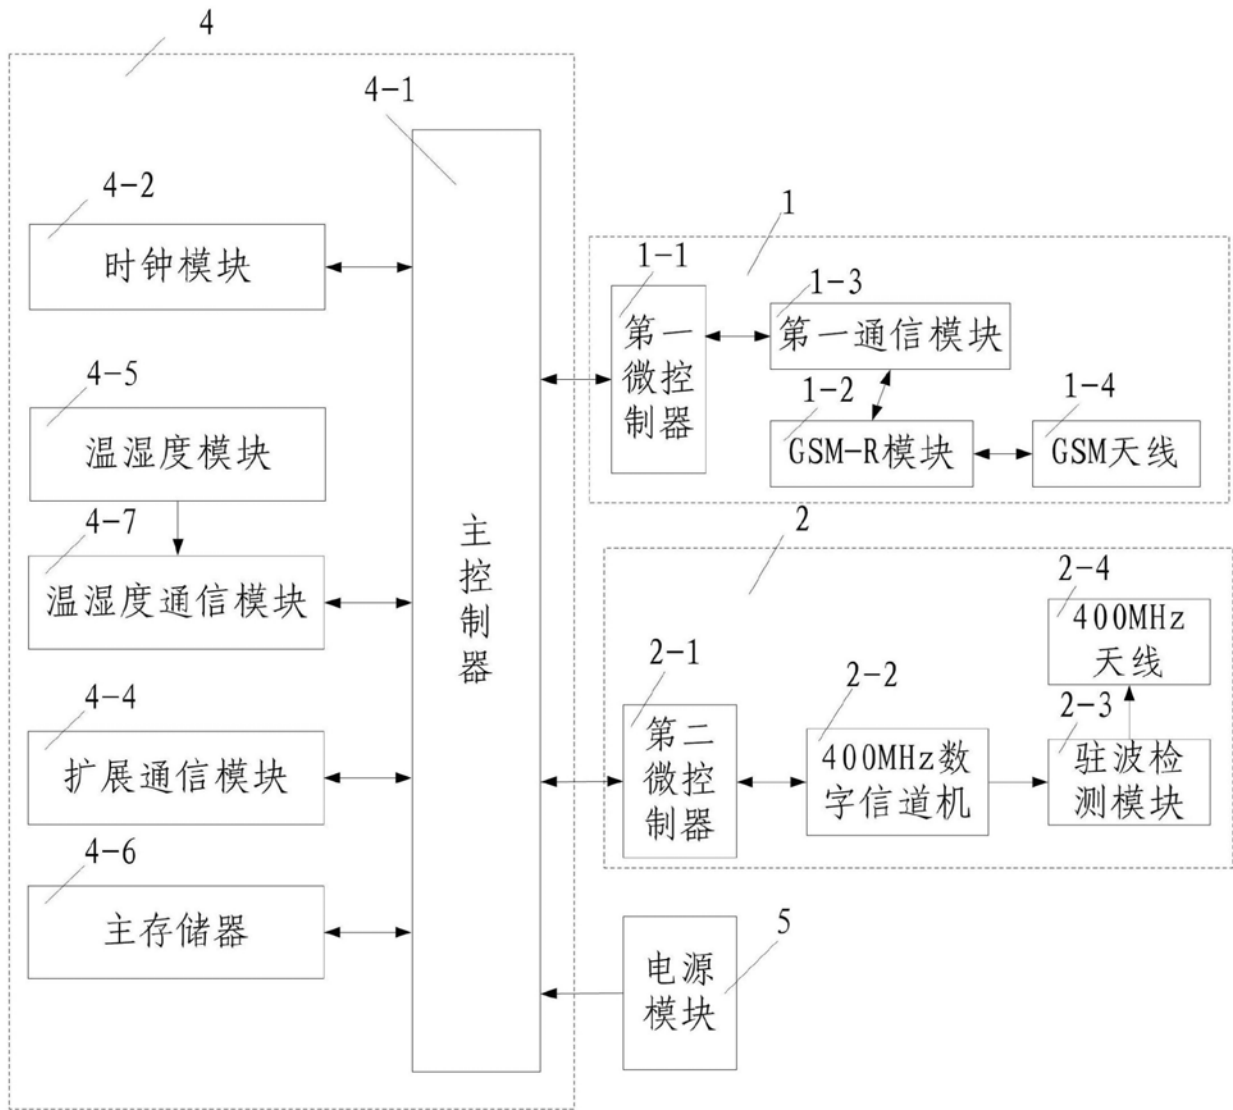 4
4-1
4-2
时钟模块
4-5
温湿度模块
4-7
温湿度通信模块
4-4
扩展通信模块
4-6
主存储器
主
控
制
器
1
1-1
第一
微控
制器
1-3
第一通信模块
1-2
GSM-R模块
1-4
GSM天线
2
2-1
第二
微控
制器
2-2
400MHz数
字信道机
2-3
驻波检
测模块
2-4
400MHz
天线
5
电源
模块